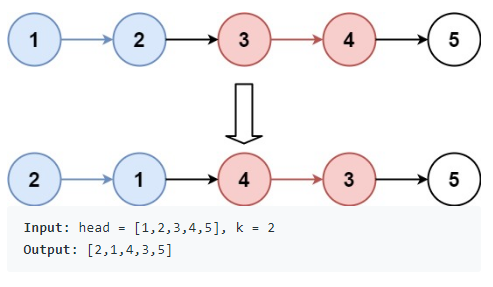 1 2 3 4 5
2 1 4 3 5
Input: head = [1,2,3,4,5], k = 2
Output: [2,1,4,3,5]